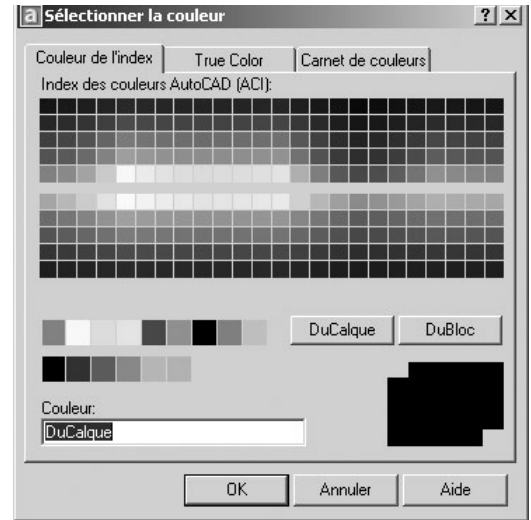 a Sélectionner la couleur ? ×
Couleur de l'index True Color Carnet de couleurs
Index des couleurs AutoCAD (ACI):
DuCalque DuBloc
Couleur:
DuCalque
OK Annuler Aide